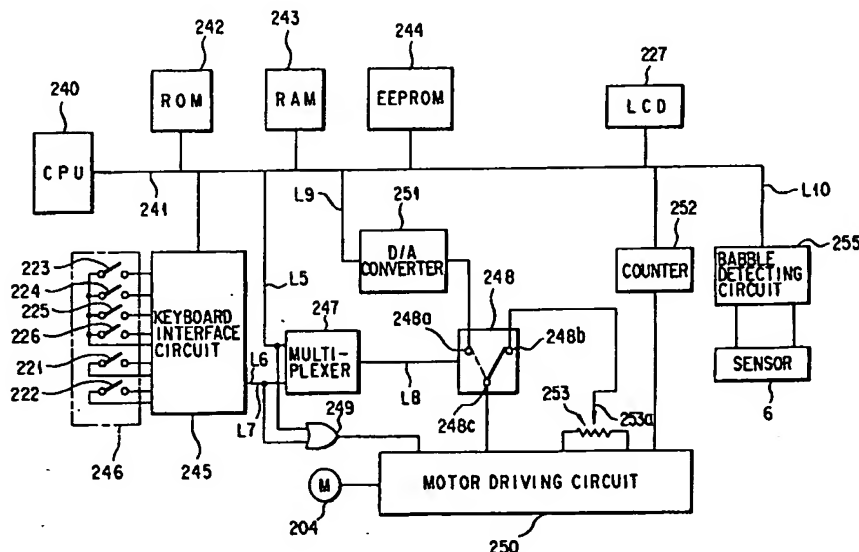 242
243
244
227
240
ROM
RAM
EEPROM
LCD
CPU
241
L9
251
L10
252
255
D/A
CONVERTER
COUNTER
BABBLE
DETECTING
CIRCUIT
223
224
225
226
221
222
KEYBOARD
INTERFACE
CIRCUIT
L5
247
248
248a
248b
L6
MULTI-
PLEXER
L8
SENSOR
6
L7
249
248c
253
253a
246
245
M
204
MOTOR DRIVING CIRCUIT
250